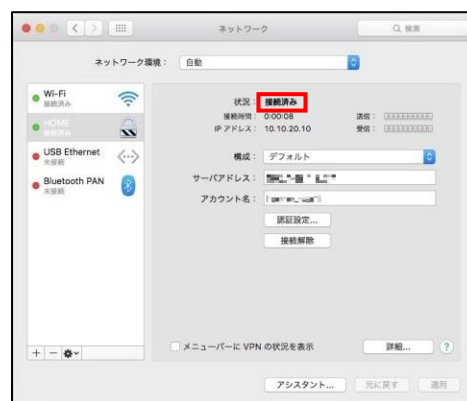 ネットワーク
検索
ネットワーク環境： 自動
Wi-Fi
接続済み
HOME
接続済み
USB Ethernet
未接続
Bluetooth PAN
未接続
状況： 接続済み
接続時間： 0:00:08 送信：
IP アドレス： 10.10.20.10 受信：
構成： デフォルト
サーバアドレス：
アカウント名：
認証設定...
接続解除
メニューバーに VPN の状況を表示
詳細... ?
アシスタント... 元に戻す 適用